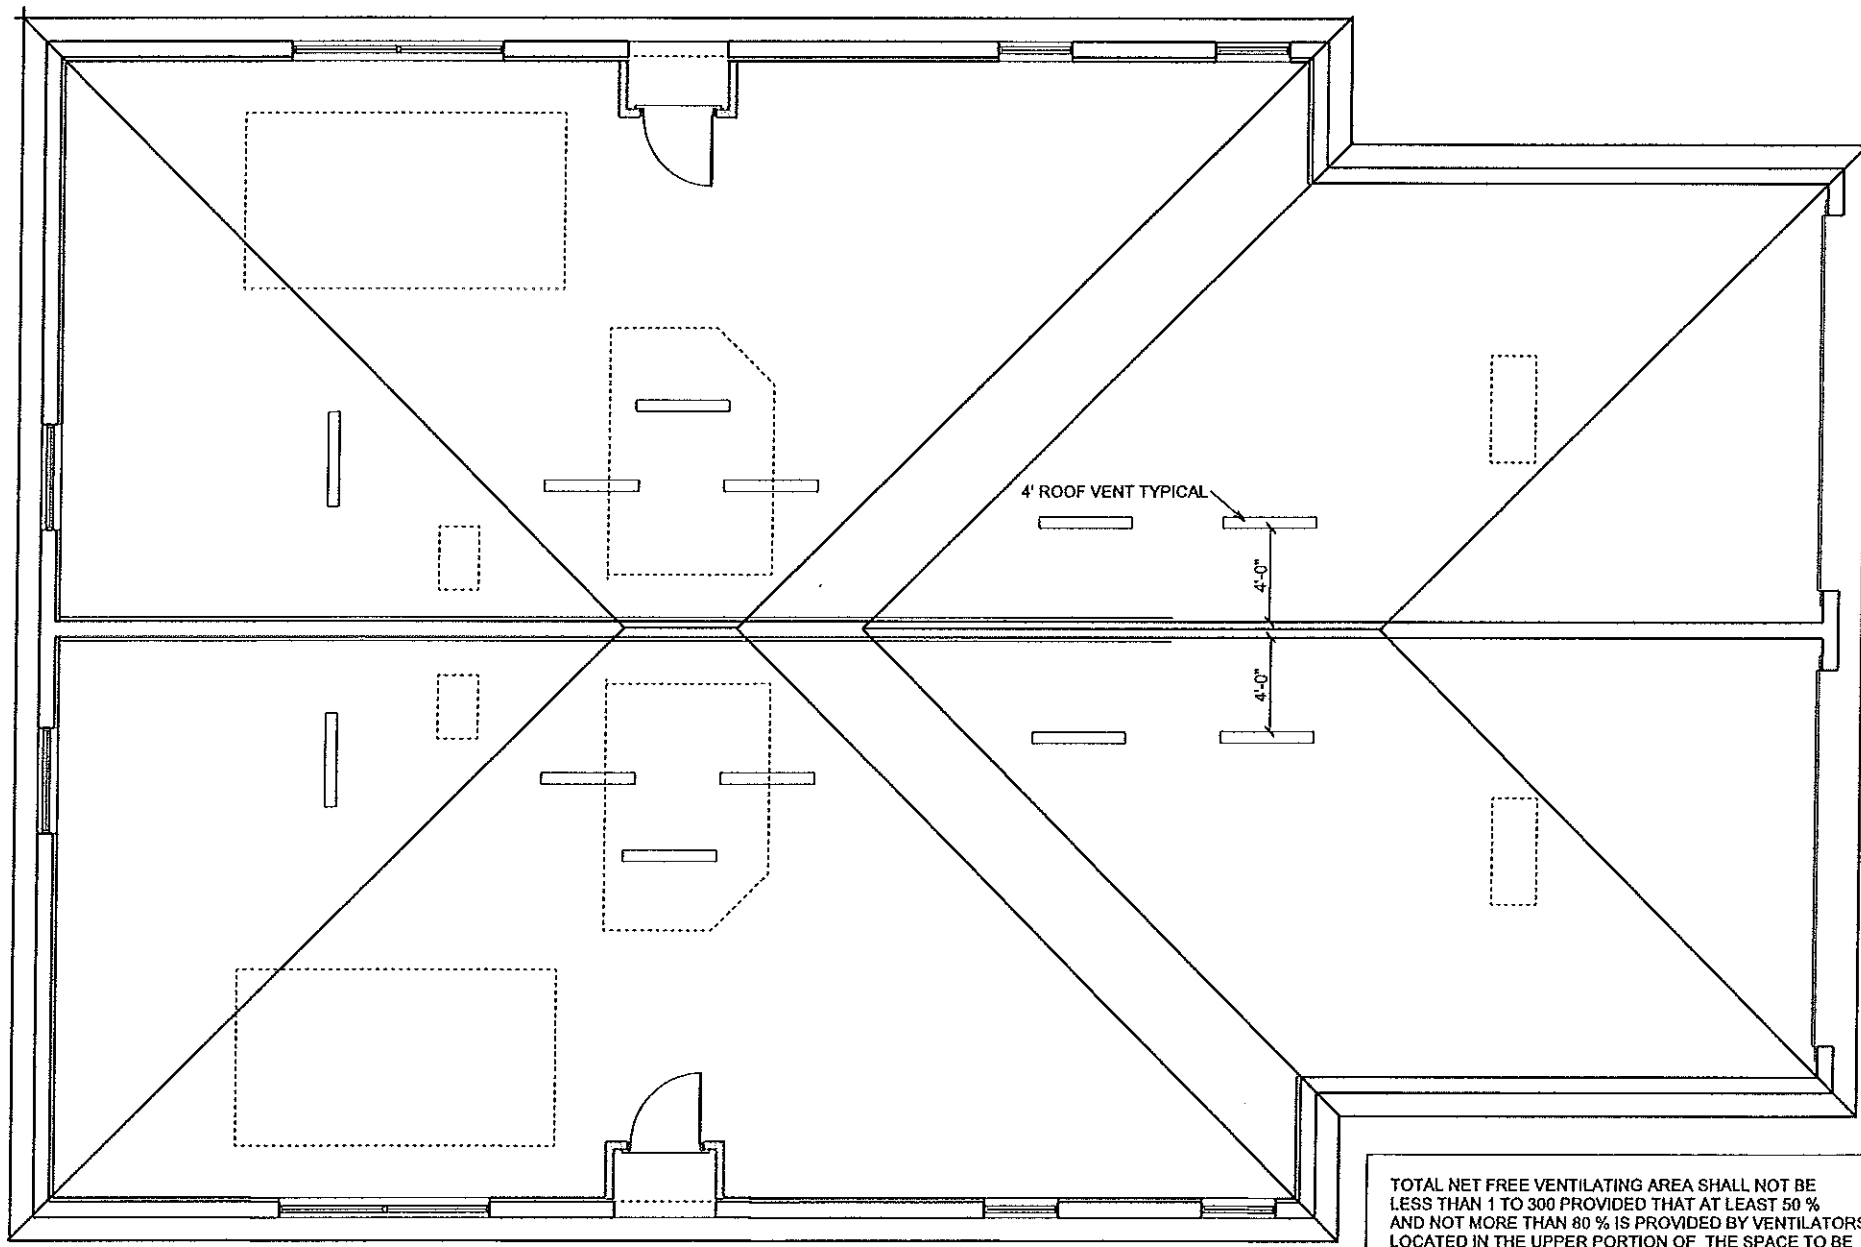 4' ROOF VENT TYPICAL
4'-0"
4'-0"
TOTAL NET FREE VENTILATING AREA SHALL NOT BE
LESS THAN 1 TO 300 PROVIDED THAT AT LEAST 50 %
AND NOT MORE THAN 80 % IS PROVIDED BY VENTILATORS
LOCATED IN THE UPPER PORTION OF THE SPACE TO BE